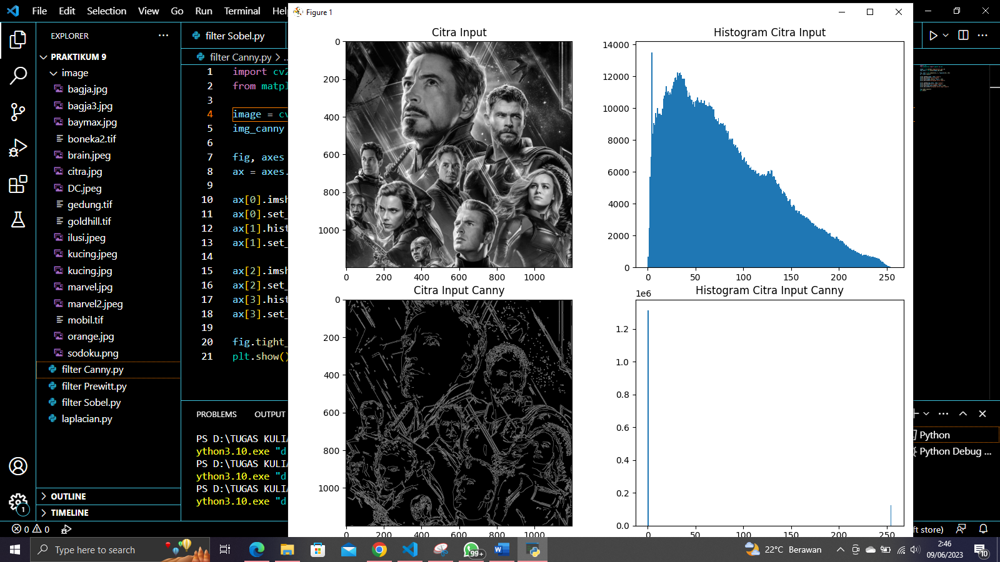 File Edit Selection View Go Run Terminal Hel
Figure 1
EXPLORER
filter Sobel.py
PRAKTIKUM 9
image
bagja.jpg
bagja3.jpg
baymax.jpg
boneka2.tif
brain.jpeg
citra.jpg
DC.jpeg
gedung.tif
goldhill.tif
ilusi.jpeg
kucing.jpeg
kucing.jpg
marvel.jpg
marvel2.jpeg
mobil.tif
orange.jpg
sodoku.png
filter Canny.py
filter Prewitt.py
filter Sobel.py
laplacian.py
OUTLINE
TIMELINE
filter Canny.py > ..
1 import cv2
2 from matpl
3
4 image = cv
5 img_canny
6
7 fig, axes
8 ax = axes.
9
10 ax[0].imsh
11 ax[0].set_
12 ax[1].hist
13 ax[1].set_
14
15 ax[2].imsh
16 ax[2].set_
17 ax[3].hist
18 ax[3].set_
19
20 fig.tight_
21 plt.show()
PROBLEMS OUTPUT
PS D:\TUGAS KULIA
ython3.10.exe "d
PS D:\TUGAS KULIA
ython3.10.exe "d
PS D:\TUGAS KULIA
ython3.10.exe "d
Citra Input
0
200
400
600
800
1000
0 200 400 600 800 1000
Histogram Citra Input
14000
12000
10000
8000
6000
4000
2000
0
0 50 100 150 200 250
Citra Input Canny
0
200
400
600
800
1000
0 200 400 600 800 1000
Histogram Citra Input Canny
1e6
1.2
1.0
0.8
0.6
0.4
0.2
0.0
0 50 100 150 200 250
Python
Python Debug ...
1
0 0
ft store)
Type here to search
99+
22°C Berawan
2:46
09/06/2023
10